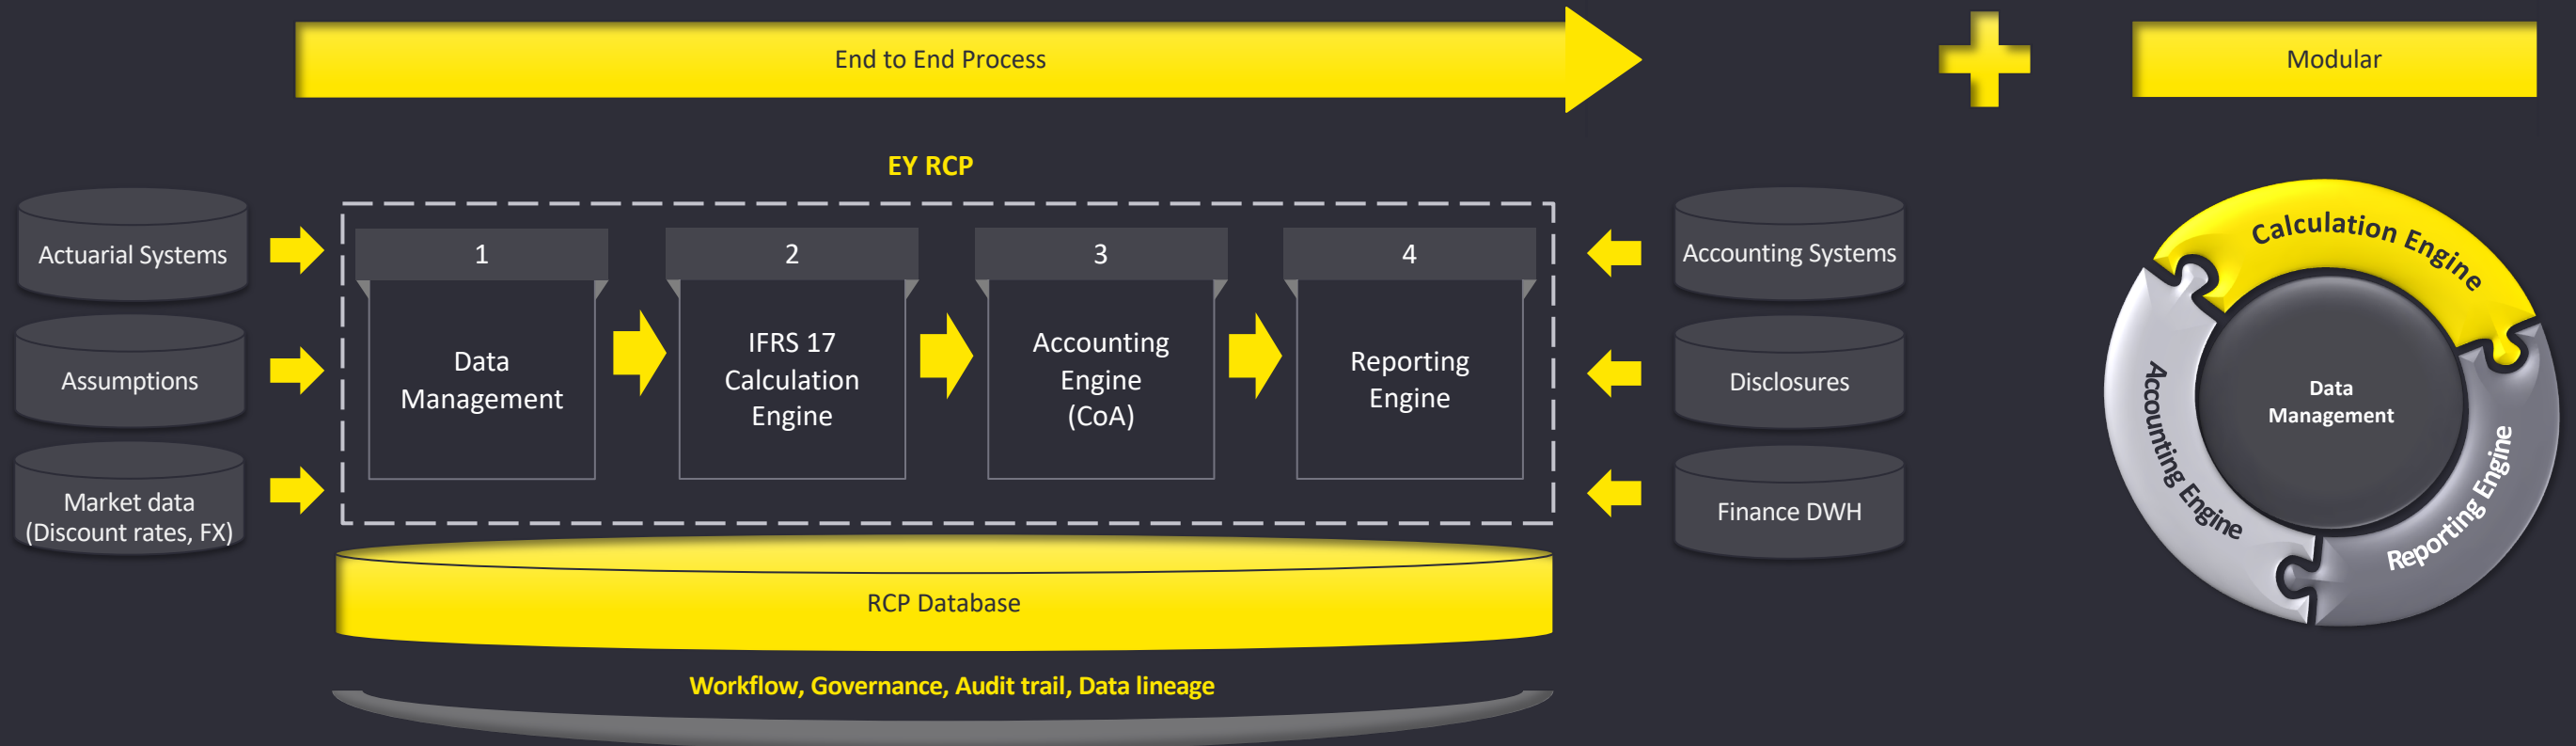 End to End Process
Modular
EY RCP
Actuarial Systems
Assumptions
Market data
(Discount rates, FX)
1
Data
Management
2
IFRS 17
Calculation
Engine
3
Accounting
Engine
(CoA)
4
Reporting
Engine
Accounting Systems
Disclosures
Finance DWH
RCP Database
Workflow, Governance, Audit trail, Data lineage
Calculation Engine
Accounting Engine
Reporting Engine
Data
Management